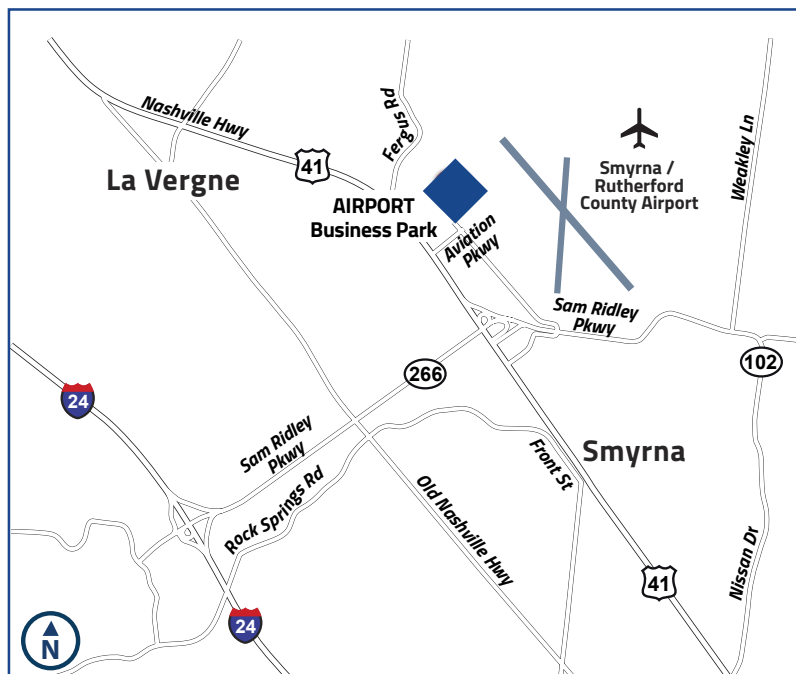 Nashville Hwy
Fergus Rd
Weakley Ln
41
La Vergne
Smyrna /
Rutherford
County Airport
AIRPORT
Business Park
Aviation
Pkwy
Sam Ridley
Pkwy
102
266
24
Sam Ridley
Pkwy
Smyrna
Front St
Rock Springs Rd
Old Nashville Hwy
Nissan Dr
41
24
N